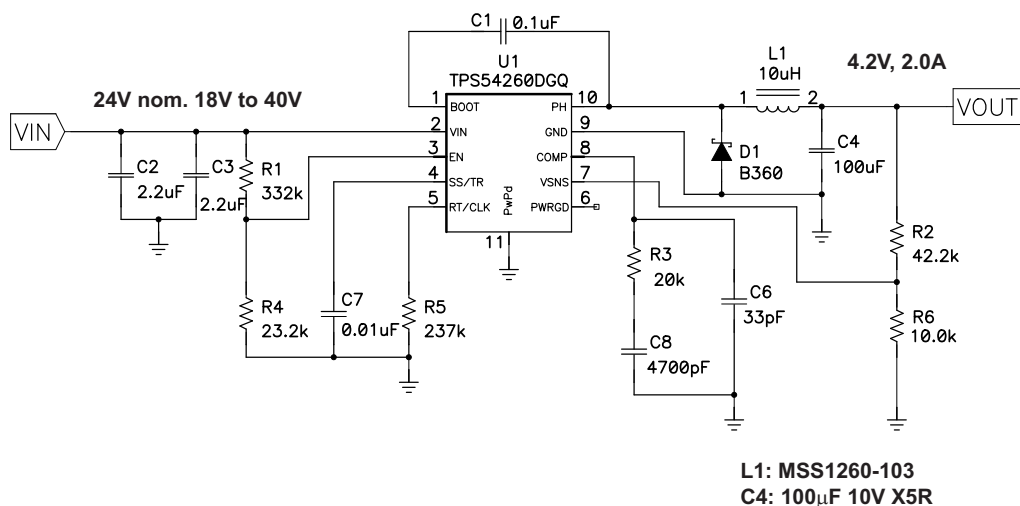 C1
0.1uF
U1
TPS54260DGQ
L1
10uH
4.2V, 2.0A
24V nom. 18V to 40V
1 BOOT
PH 10
1 2
VOUT
VIN
2 VIN
GND 9
3 EN
COMP 8
4 SS/TR
VSNS 7
5 RT/CLK
PWRGD 6
PwPd
11
C2
2.2uF
C3
2.2uF
R1
332k
D1
B360
C4
100uF
R2
42.2k
R3
20k
R4
23.2k
C7
0.01uF
R5
237k
C6
33pF
R6
10.0k
C8
4700pF
L1: MSS1260-103
C4: 100μF 10V X5R